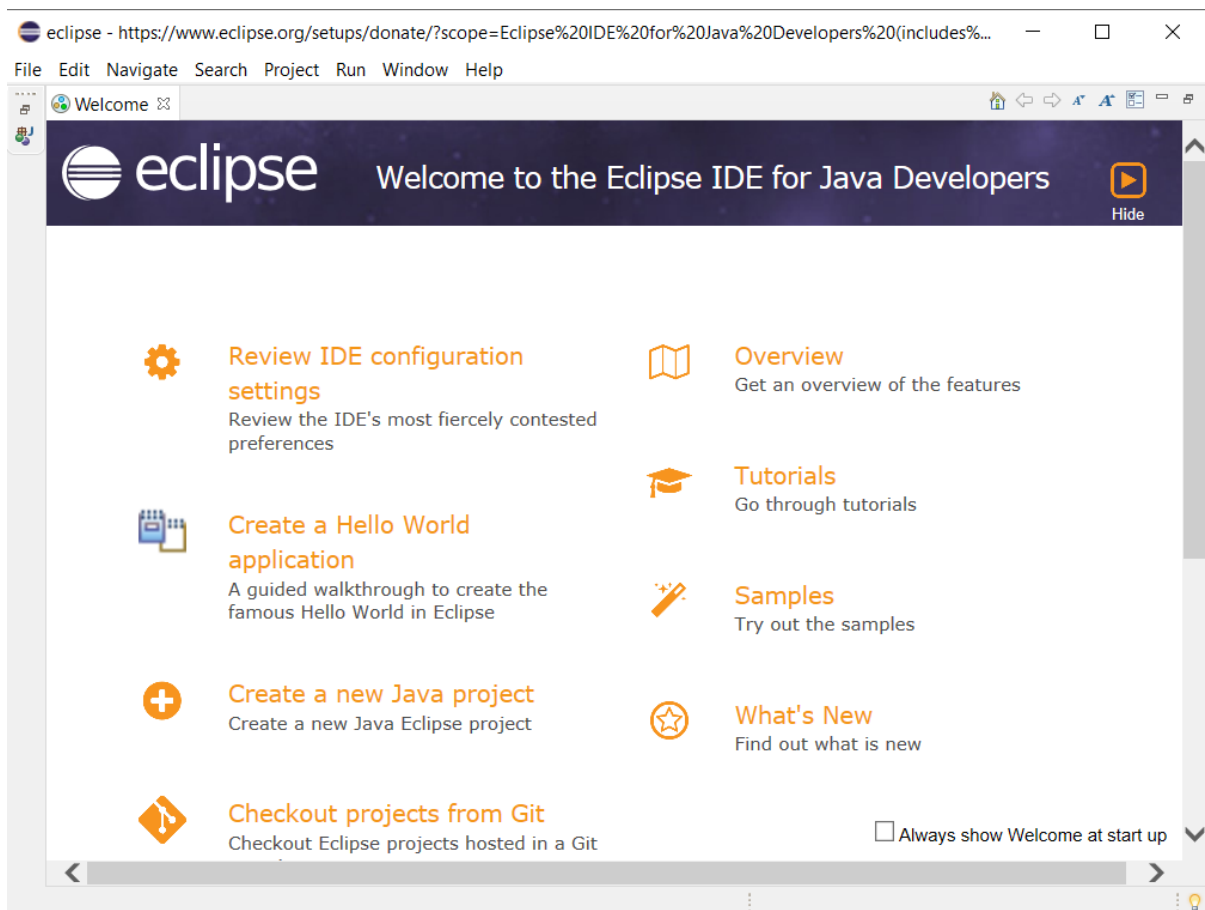 eclipse - https://www.eclipse.org/setups/donate/?scope=Eclipse%20IDE%20for%20Java%20Developers%20(includes%...
File Edit Navigate Search Project Run Window Help
Welcome
eclipse Welcome to the Eclipse IDE for Java Developers
Hide
Review IDE configuration
settings
Review the IDE's most fiercely contested
preferences
Create a Hello World
application
A guided walkthrough to create the
famous Hello World in Eclipse
Create a new Java project
Create a new Java Eclipse project
Checkout projects from Git
Checkout Eclipse projects hosted in a Git
Overview
Get an overview of the features
Tutorials
Go through tutorials
Samples
Try out the samples
What's New
Find out what is new
Always show Welcome at start up